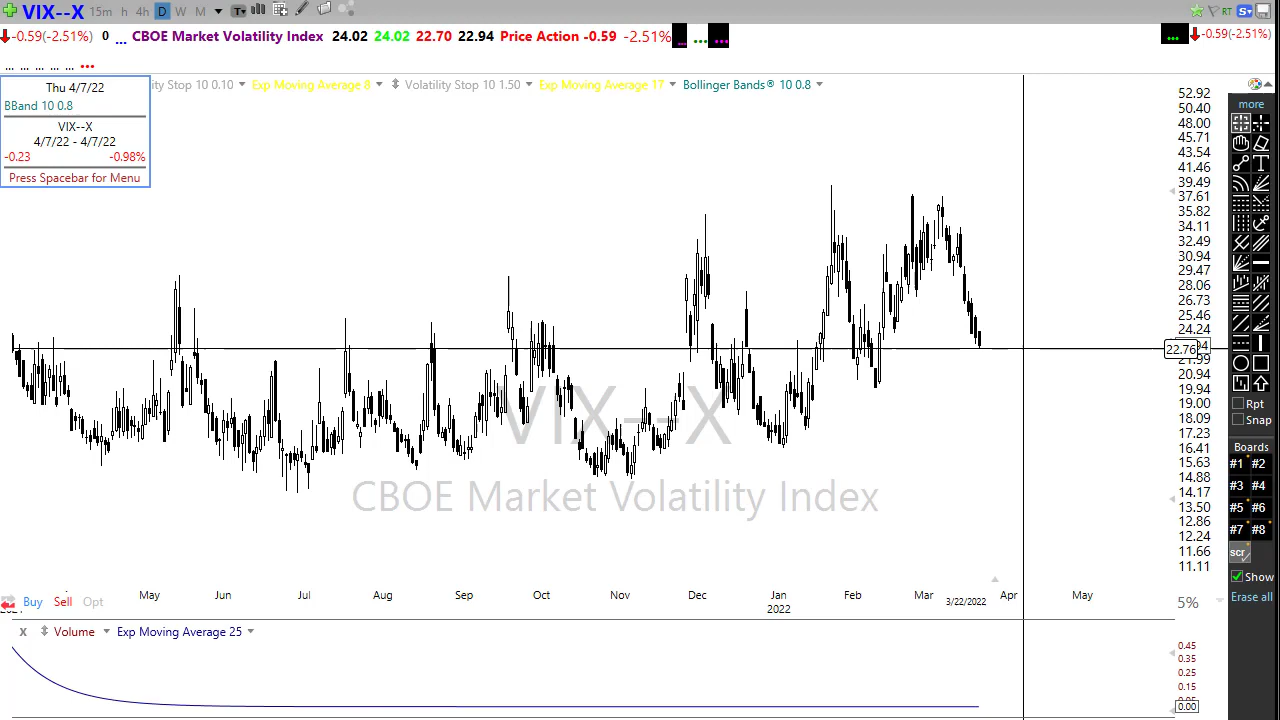 VIX--X 15m h 4h D W M T RT S
-0.59(-2.51%) 0 ... CBOE Market Volatility Index 24.02 24.02 22.70 22.94 Price Action -0.59 -2.51% ... ... ... ... -0.59(-2.51%)
... ... ... ... ... ...
Thu 4/7/22
BBand 10 0.8
VIX--X
4/7/22 - 4/7/22
-0.23 -0.98%
Press Spacebar for Menu
ity Stop 10 0.10 Exp Moving Average 8 Volatility Stop 10 1.50 Exp Moving Average 17 Bollinger Bands® 10 0.8
52.92
50.40
48.00
45.71
43.54
41.46
39.49
37.61
35.82
34.11
32.49
30.94
29.47
28.06
26.73
25.46
24.24
22.76
21.99
20.94
19.94
19.00
18.09
17.23
16.41
15.63
14.88
14.17
13.50
12.86
12.24
11.66
11.11
VIX--X
CBOE Market Volatility Index
May Jun Jul Aug Sep Oct Nov Dec Jan Feb Mar 3/22/2022 Apr May
2022
Buy Sell Opt
5%
X Volume Exp Moving Average 25
0.45
0.35
0.25
0.15
0.00
more
T
Rpt
Snap
Boards
#1 #2
#3 #4
#5 #6
#7 #8
scr
Show
Erase all